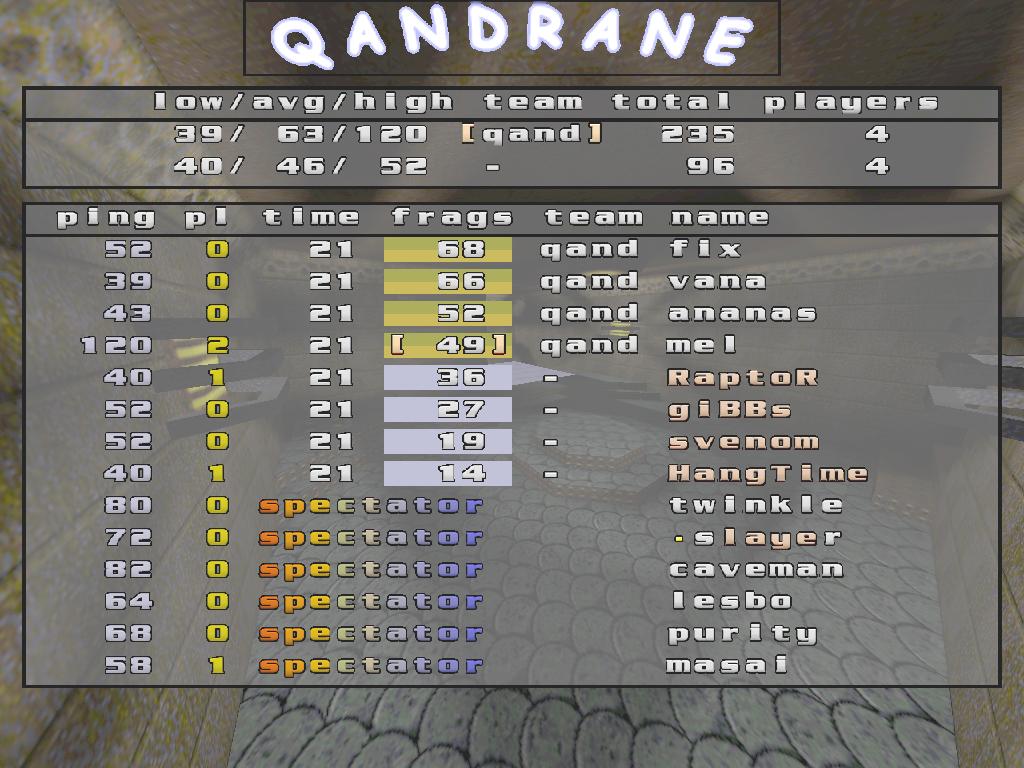 QANDRANE
low/avg/high team total players
39/ 63/120 [qand] 235 4
40/ 46/ 52 - 96 4
ping pl time frags team name
52 0 21 68 qand fix
39 0 21 66 qand vana
43 0 21 52 qand ananas
120 2 21 [ 49] qand mel
40 1 21 36 - RaptoR
52 0 21 27 - giBBs
52 0 21 19 - svenom
40 1 21 14 - HangTime
80 0 spectator twinkle
72 0 spectator ·slayer
82 0 spectator caveman
64 0 spectator lesbo
68 0 spectator purity
58 1 spectator masai